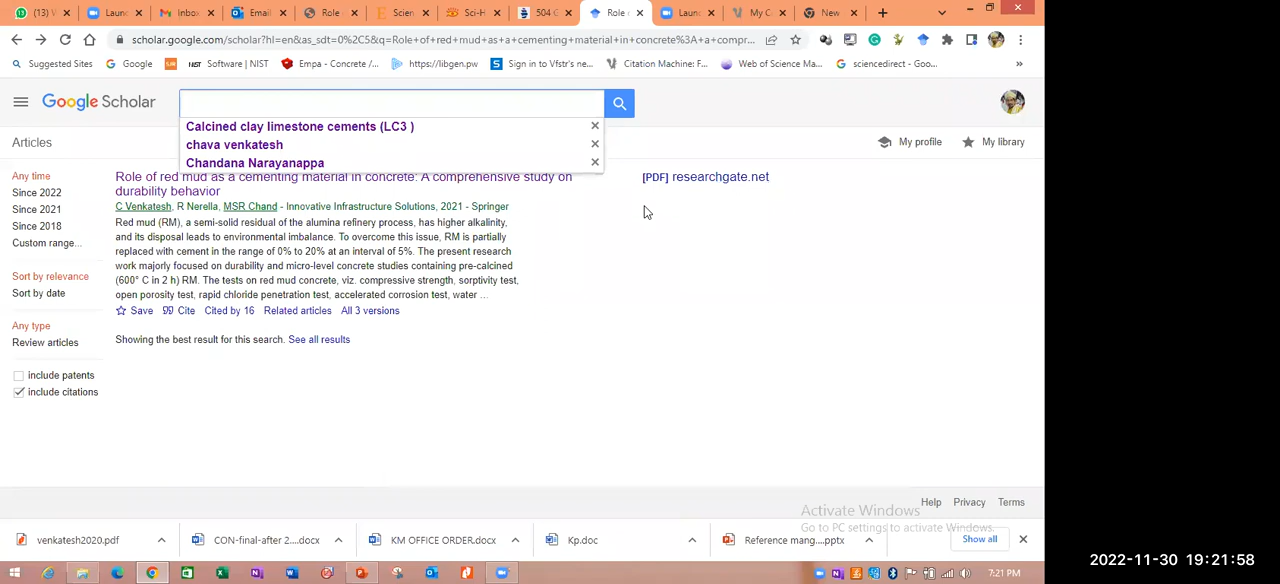 (13) W
Launc
Inbox
Email
Role
Scien
Sci-H
504 G
Role o
Launc
My C
New
scholar.google.com/scholar?hl=en&as_sdt=0%2C5&q=Role+of+red+mud+as+a+cementing+material+in+concrete%3A+a+compr...
Suggested Sites
Google
Software | NIST
Empa - Concrete /...
https://libgen.pw
Sign in to Vfstr's ne...
Citation Machine: F...
Web of Science Ma...
sciencedirect - Goo...
»
Google Scholar
Calcined clay limestone cements (LC3 )
chava venkatesh
Chandana Narayanappa
Articles
My profile
My library
Any time
Since 2022
Since 2021
Since 2018
Custom range...
Sort by relevance
Sort by date
Any type
Review articles
include patents
include citations
Role of red mud as a cementing material in concrete: A comprehensive study on
durability behavior
C Venkatesh, R Nerella, MSR Chand - Innovative Infrastructure Solutions, 2021 - Springer
Red mud (RM), a semi-solid residual of the alumina refinery process, has higher alkalinity,
and its disposal leads to environmental imbalance. To overcome this issue, RM is partially
replaced with cement in the range of 0% to 20% at an interval of 5%. The present research
work majorly focused on durability and micro-level concrete studies containing pre-calcined
(600° C in 2 h) RM. The tests on red mud concrete, viz. compressive strength, sorptivity test,
open porosity test, rapid chloride penetration test, accelerated corrosion test, water ...
Save Cite Cited by 16 Related articles All 3 versions
[PDF] researchgate.net
Showing the best result for this search. See all results
Help Privacy Terms
Activate Windows
Go to PC settings to activate Windows.
venkatesh2020.pdf
CON-final-after 2....docx
KM OFFICE ORDER.docx
Kp.doc
Reference mang....pptx
Show all
7:21 PM
2022-11-30 19:21:58